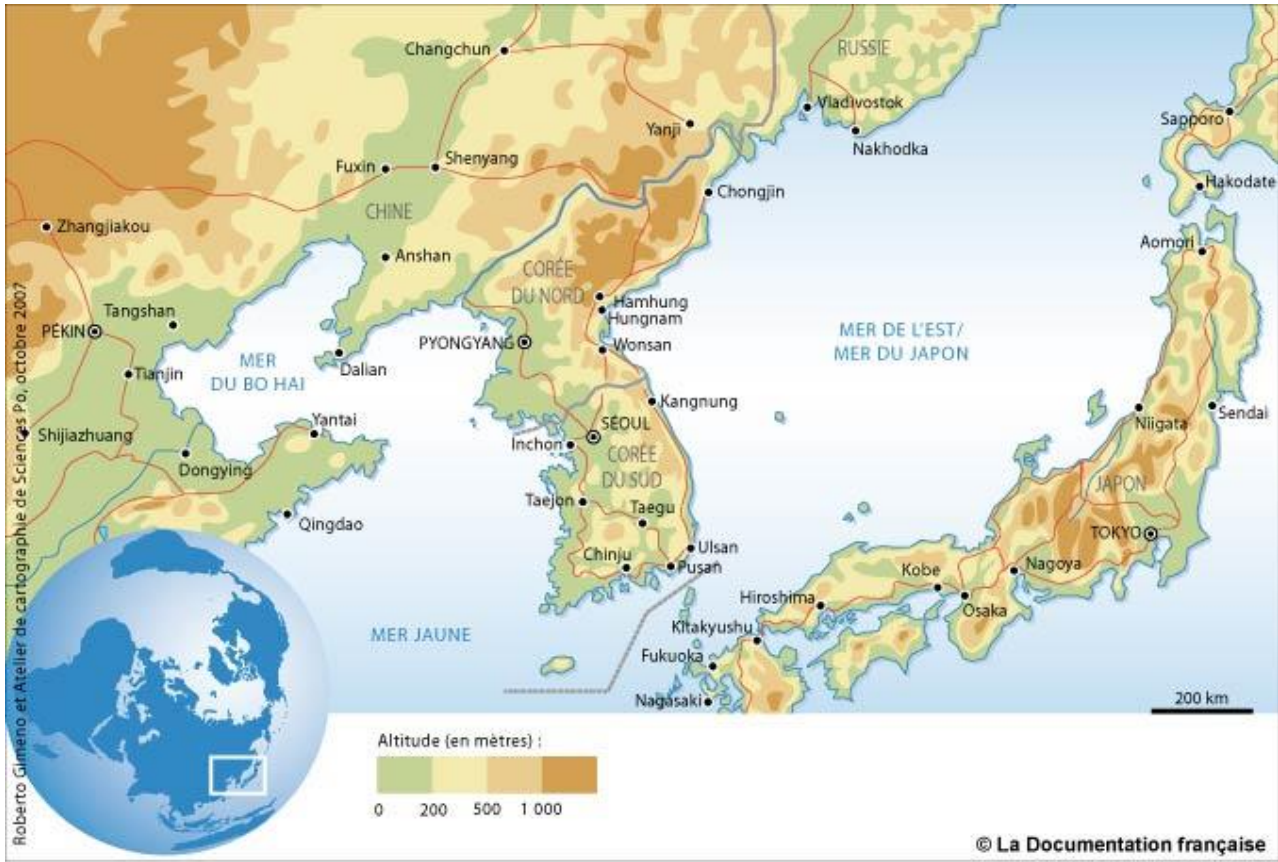 Changchun
RUSSIE
Vladivostok
Sapporo
Yanji
Nakhodka
Fuxin
Shenyang
Chongjin
Hakodate
CHINE
Zhangjiakou
Anshan
Aomori
CORÉE
DU NORD
Tangshan
Hamhung
Hungnam
PÉKIN
PYONGYANG
MER DE L'EST/
MER DU JAPON
Wonsan
MER
DU BO HAI
Dalian
Tianjin
Kangnung
Sendai
Niigata
Yantai
SÉOUL
Shijiazhuang
Inchon
CORÉE
DU SUD
Dongying
JAPON
Taejon
Taegu
Qingdao
TOKYO
Ulsan
Chinju
Pusan
Nagoya
Kobe
Hiroshima
Osaka
MER JAUNE
Kitakyushu
Fukuoka
Nagasaki
200 km
Roberto Gimeno et Atelier de cartographie de Sciences Po, octobre 2007
Altitude (en mètres) :
0 200 500 1 000
© La Documentation française